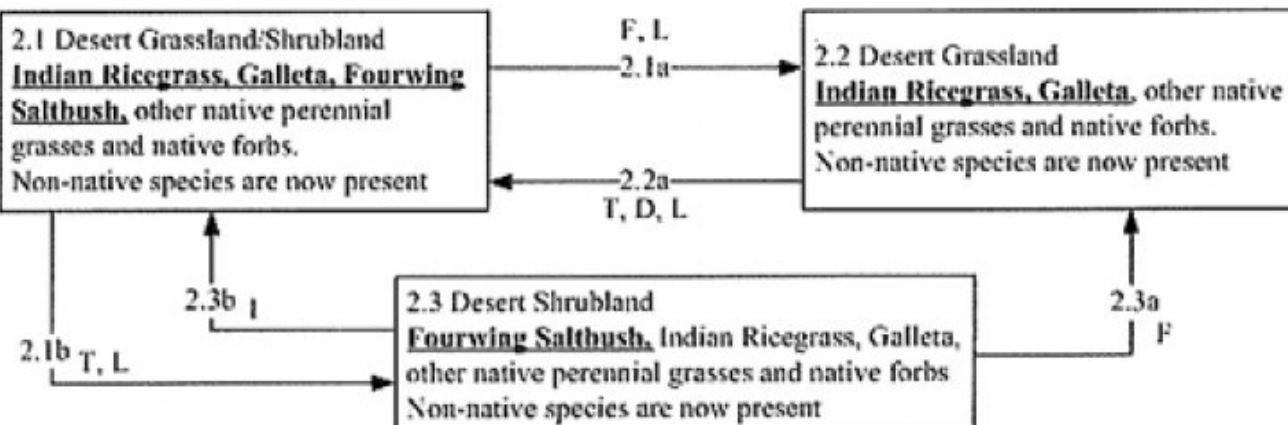 2.1 Desert Grassland/Shrubland
Indian Ricegrass, Galleta, Fourwing
Saltbush, other native perennial
grasses and native forbs.
Non-native species are now present
F, L
2.1a
2.2 Desert Grassland
Indian Ricegrass, Galleta, other native
perennial grasses and native forbs.
Non-native species are now present
2.2a
T, D, L
2.3b
2.1b T, L
2.3 Desert Shrubland
Fourwing Saltbush, Indian Ricegrass, Galleta,
other native perennial grasses and native forbs
Non-native species are now present
2.3a
F